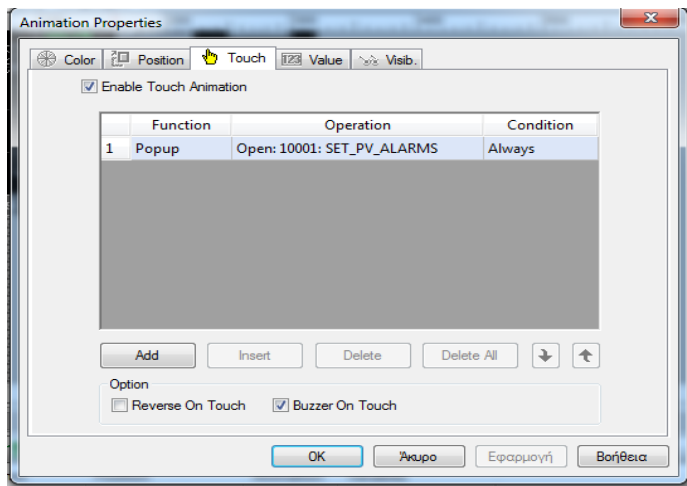 Animation Properties
Color Position Touch 123 Value Visib.
Enable Touch Animation
Function Operation Condition
1 Popup Open: 10001: SET_PV_ALARMS Always
Add Insert Delete Delete All
Option
Reverse On Touch Buzzer On Touch
OK Άκυρο Εφαρμογή Βοήθεια